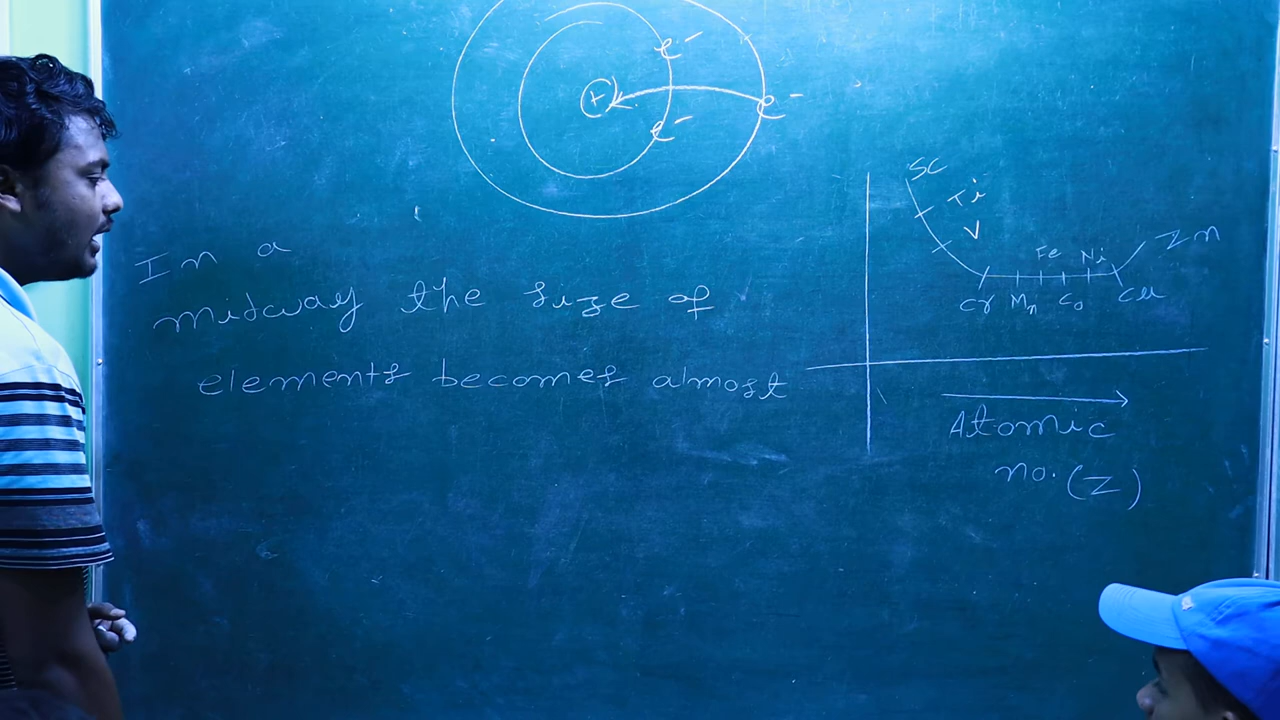 e⁻
+
e⁻
e⁻
In a
midway the size of
elements becomes almost
SC
Ti
V
Cr
Mn
Fe
Co
Ni
Cu
Zn
Atomic
no. (Z)